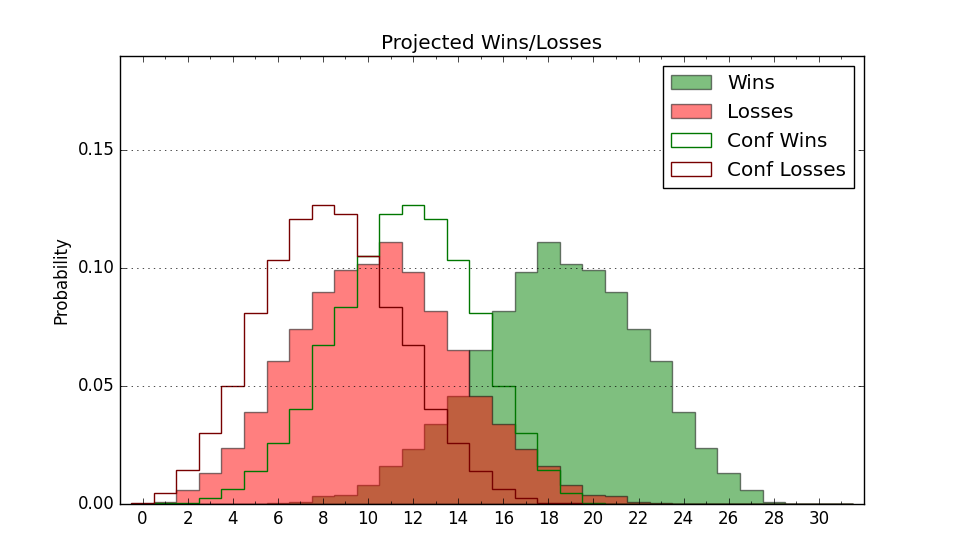 Projected Wins/Losses
Wins
Losses
Conf Wins
Conf Losses
Probability
0.15
0.10
0.05
0.00
0 2 4 6 8 10 12 14 16 18 20 22 24 26 28 30